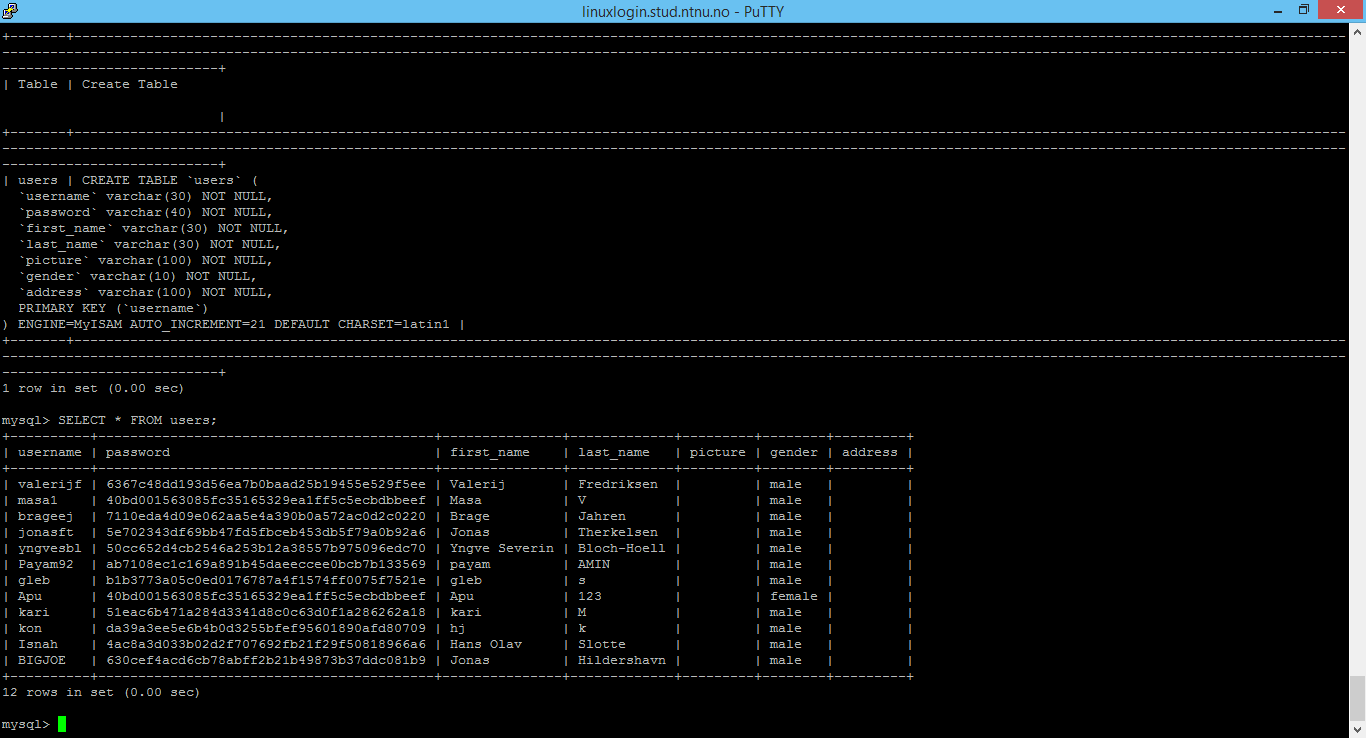 linuxlogin.stud.ntnu.no - PuTTY
+-------+---------------------------------------------------------------------------------------------------------------------------------------------------------------
------------------------------------------------------------------------------------------------------------------------------------------------------------------------
---------------------------+
| Table | Create Table
|
+-------+---------------------------------------------------------------------------------------------------------------------------------------------------------------
------------------------------------------------------------------------------------------------------------------------------------------------------------------------
---------------------------+
| users | CREATE TABLE `users` (
  `username` varchar(30) NOT NULL,
  `password` varchar(40) NOT NULL,
  `first_name` varchar(30) NOT NULL,
  `last_name` varchar(30) NOT NULL,
  `picture` varchar(100) NOT NULL,
  `gender` varchar(10) NOT NULL,
  `address` varchar(100) NOT NULL,
  PRIMARY KEY (`username`)
) ENGINE=MyISAM AUTO_INCREMENT=21 DEFAULT CHARSET=latin1 |
+-------+---------------------------------------------------------------------------------------------------------------------------------------------------------------
------------------------------------------------------------------------------------------------------------------------------------------------------------------------
---------------------------+
1 row in set (0.00 sec)
mysql> SELECT * FROM users;
+----------+------------------------------------------+---------------+-------------+---------+--------+---------+
| username | password                                 | first_name    | last_name   | picture | gender | address |
+----------+------------------------------------------+---------------+-------------+---------+--------+---------+
| valerijf | 6367c48dd193d56ea7b0baad25b19455e529f5ee | Valerij       | Fredriksen  |         | male   |         |
| masa1    | 40bd001563085fc35165329ea1ff5c5ecbdbbeef | Masa          | V           |         | male   |         |
| brageej  | 7110eda4d09e062aa5e4a390b0a572ac0d2c0220 | Brage         | Jahren      |         | male   |         |
| jonasft  | 5e702343df69bb47fd5fbceb453db5f79a0b92a6 | Jonas         | Therkelsen  |         | male   |         |
| yngvesbl | 50cc652d4cb2546a253b12a38557b975096edc70 | Yngve Severin | Bloch-Hoell |         | male   |         |
| Payam92  | ab7108ec1c169a891b45daeeccee0bcb7b133569 | payam         | AMIN        |         | male   |         |
| gleb     | b1b3773a05c0ed0176787a4f1574ff0075f7521e | gleb          | s           |         | male   |         |
| Apu      | 40bd001563085fc35165329ea1ff5c5ecbdbbeef | Apu           | 123         |         | female |         |
| kari     | 51eac6b471a284d3341d8c0c63d0f1a286262a18 | kari          | M           |         | male   |         |
| kon      | da39a3ee5e6b4b0d3255bfef95601890afd80709 | hj            | k           |         | male   |         |
| Isnah    | 4ac8a3d033b02d2f707692fb21f29f50818966a6 | Hans Olav     | Slotte      |         | male   |         |
| BIGJOE   | 630cef4acd6cb78abff2b21b49873b37ddc081b9 | Jonas         | Hildershavn |         | male   |         |
+----------+------------------------------------------+---------------+-------------+---------+--------+---------+
12 rows in set (0.00 sec)
mysql>